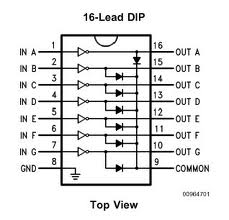 16-Lead DIP
IN A 1 16 OUT A
IN B 2 15 OUT B
IN C 3 14 OUT C
IN D 4 13 OUT D
IN E 5 12 OUT E
IN F 6 11 OUT F
IN G 7 10 OUT G
GND 8 9 COMMON
00964701
Top View